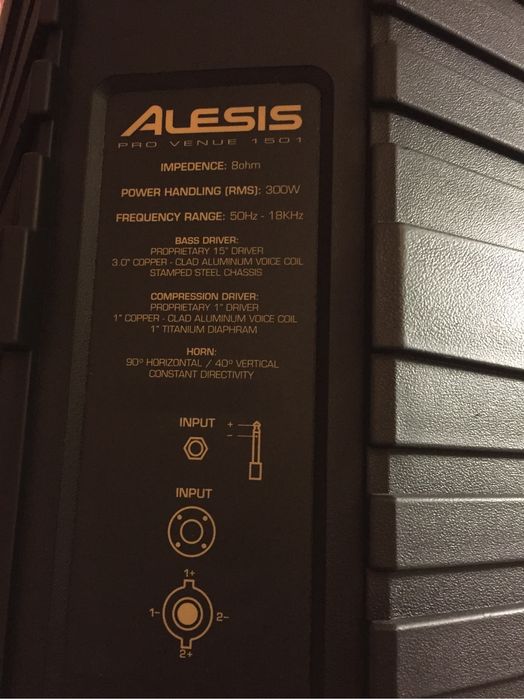 ALESIS
PRO VENUE 1501
IMPEDENCE: 8ohm
POWER HANDLING (RMS): 300W
FREQUENCY RANGE: 50Hz - 18KHz
BASS DRIVER:
PROPRIETARY 15" DRIVER
3.0" COPPER - CLAD ALUMINUM VOICE COIL
STAMPED STEEL CHASSIS
COMPRESSION DRIVER:
PROPRIETARY 1" DRIVER
1" COPPER - CLAD ALUMINUM VOICE COIL
1" TITANIUM DIAPHRAM
HORN:
90º HORIZONTAL / 40º VERTICAL
CONSTANT DIRECTIVITY
INPUT + -
INPUT
1+
1- 2-
2+